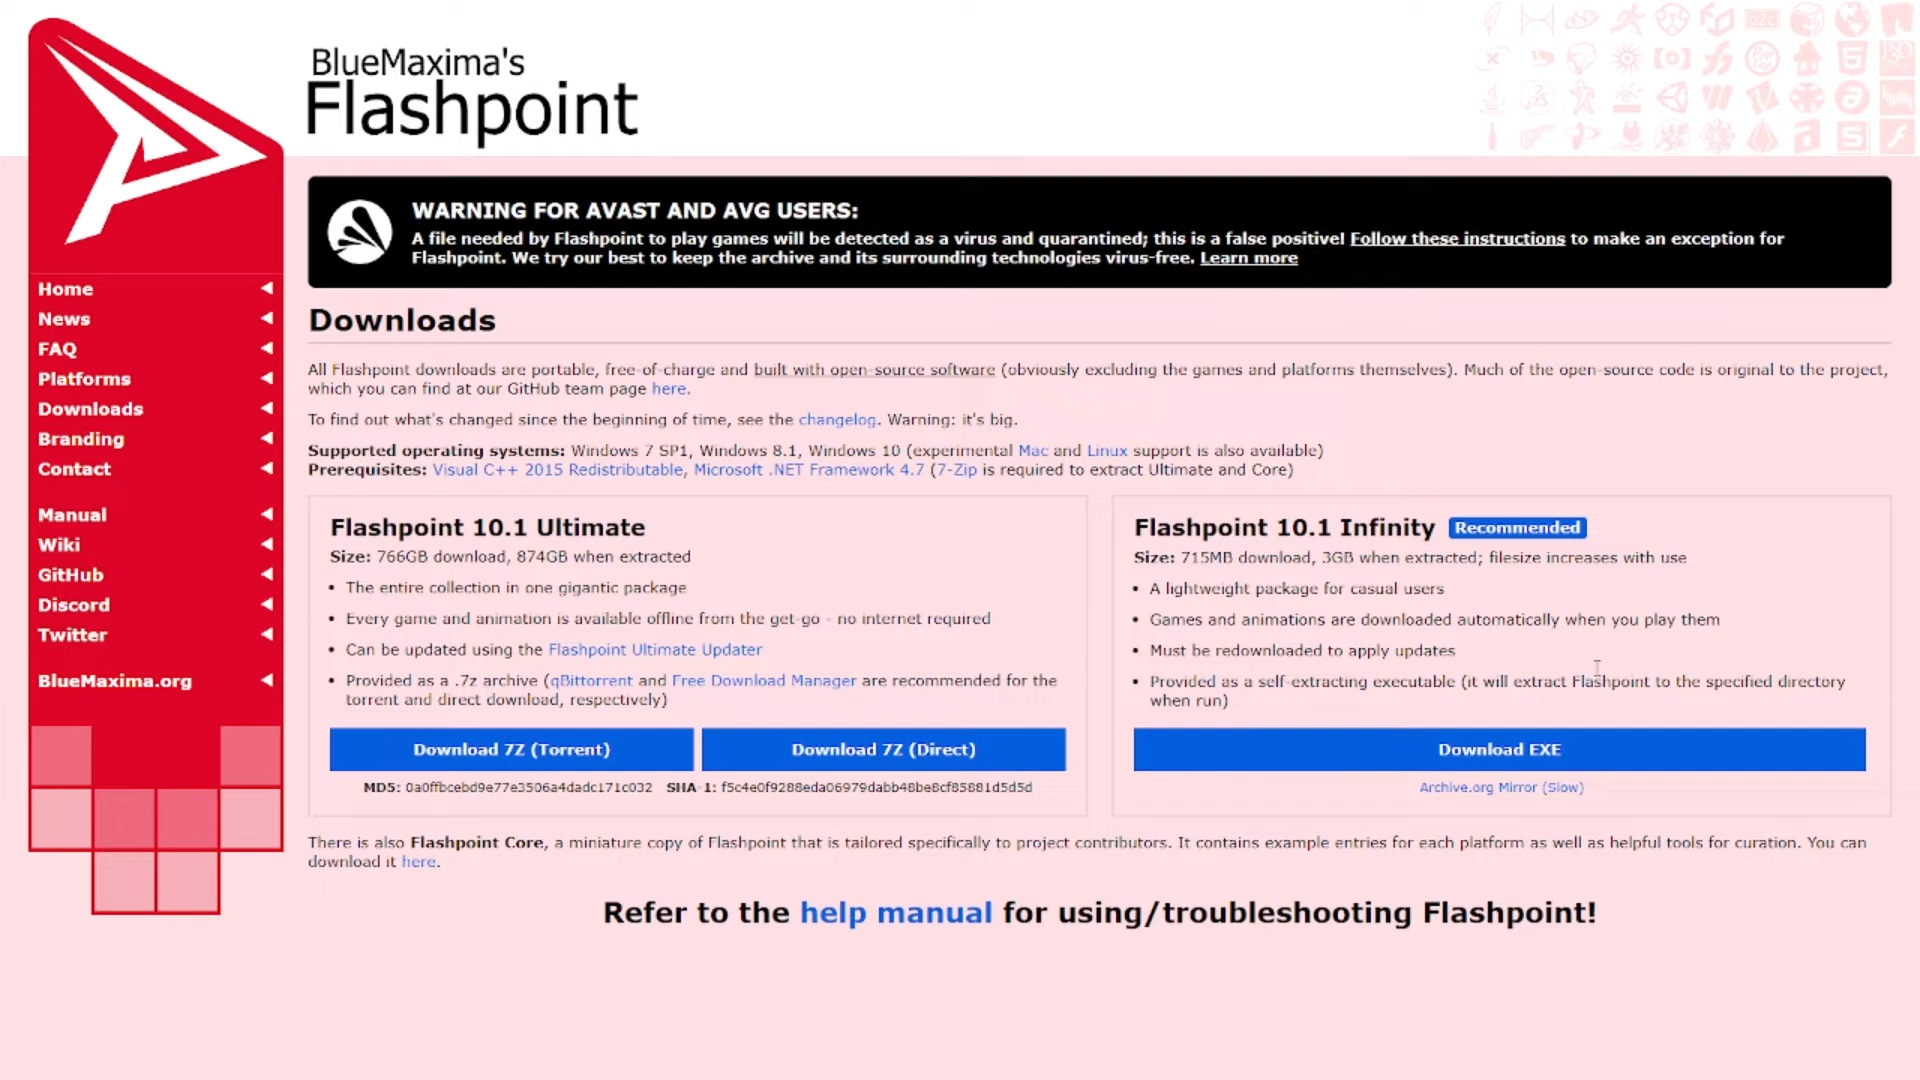 BlueMaxima's
Flashpoint
WARNING FOR AVAST AND AVG USERS:
A file needed by Flashpoint to play games will be detected as a virus and quarantined; this is a false positive! Follow these instructions to make an exception for
Flashpoint. We try our best to keep the archive and its surrounding technologies virus-free. Learn more
Home
News
FAQ
Platforms
Downloads
Branding
Contact
Manual
Wiki
GitHub
Discord
Twitter
BlueMaxima.org
Downloads
All Flashpoint downloads are portable, free-of-charge and built with open-source software (obviously excluding the games and platforms themselves). Much of the open-source code is original to the project,
which you can find at our GitHub team page here.
To find out what's changed since the beginning of time, see the changelog. Warning: it's big.
Supported operating systems: Windows 7 SP1, Windows 8.1, Windows 10 (experimental Mac and Linux support is also available)
Prerequisites: Visual C++ 2015 Redistributable, Microsoft .NET Framework 4.7 (7-Zip is required to extract Ultimate and Core)
Flashpoint 10.1 Ultimate
Size: 766GB download, 874GB when extracted
• The entire collection in one gigantic package
• Every game and animation is available offline from the get-go - no internet required
• Can be updated using the Flashpoint Ultimate Updater
• Provided as a .7z archive (qBittorrent and Free Download Manager are recommended for the
torrent and direct download, respectively)
Download 7Z (Torrent)
Download 7Z (Direct)
MD5: 0a0ffbcebd9e77e3506a4dadc171c032 SHA-1: f5c4e0f9288eda06979dabb48be8cf85881d5d5d
Flashpoint 10.1 Infinity Recommended
Size: 715MB download, 3GB when extracted; filesize increases with use
• A lightweight package for casual users
• Games and animations are downloaded automatically when you play them
• Must be redownloaded to apply updates
• Provided as a self-extracting executable (it will extract Flashpoint to the specified directory
when run)
Download EXE
Archive.org Mirror (Slow)
There is also Flashpoint Core, a miniature copy of Flashpoint that is tailored specifically to project contributors. It contains example entries for each platform as well as helpful tools for curation. You can
download it here.
Refer to the help manual for using/troubleshooting Flashpoint!